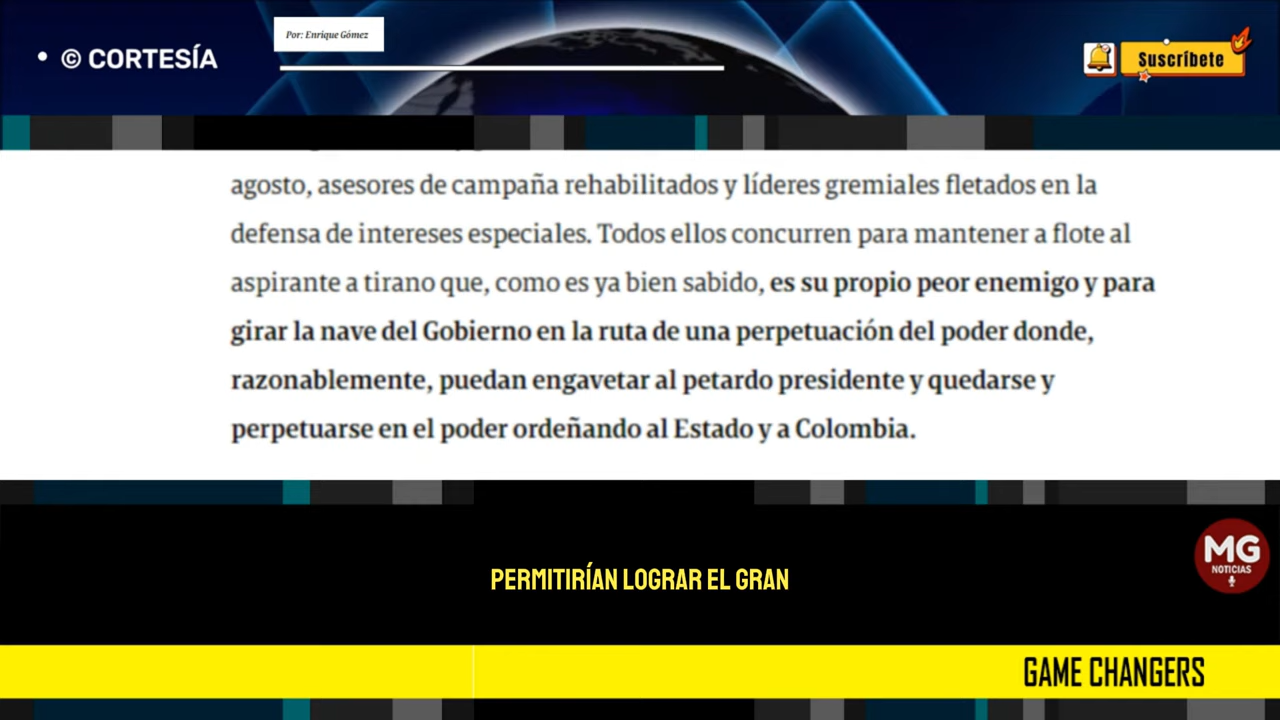 • © CORTESÍA
Por: Enrique Gómez
Suscríbete
agosto, asesores de campaña rehabilitados y líderes gremiales fletados en la
defensa de intereses especiales. Todos ellos concurren para mantener a flote al
aspirante a tirano que, como es ya bien sabido, es su propio peor enemigo y para
girar la nave del Gobierno en la ruta de una perpetuación del poder donde,
razonablemente, puedan engavetar al petardo presidente y quedarse y
perpetuarse en el poder ordeñando al Estado y a Colombia.
MG
NOTICIAS
PERMITIRÍAN LOGRAR EL GRAN
GAME CHANGERS